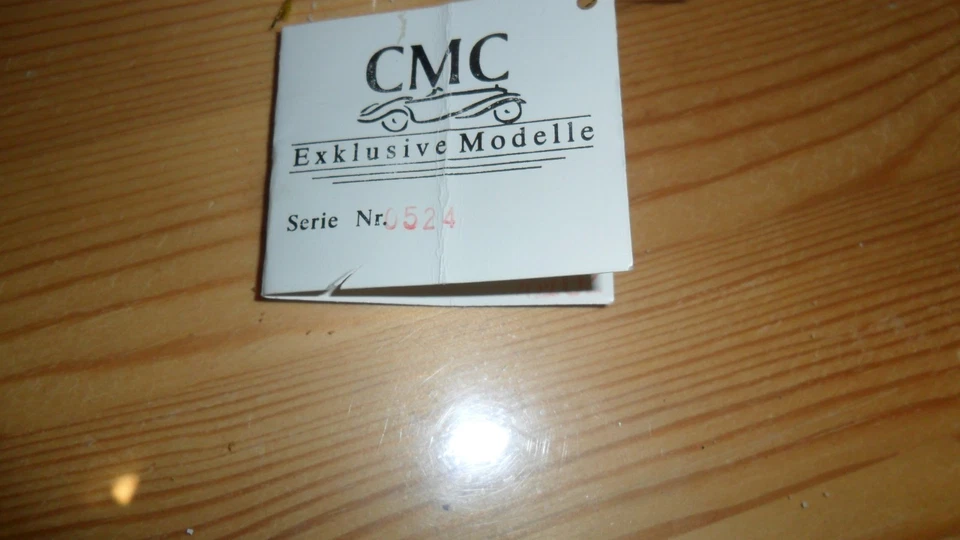 CMC
Exklusive Modelle
Serie Nr. 0524